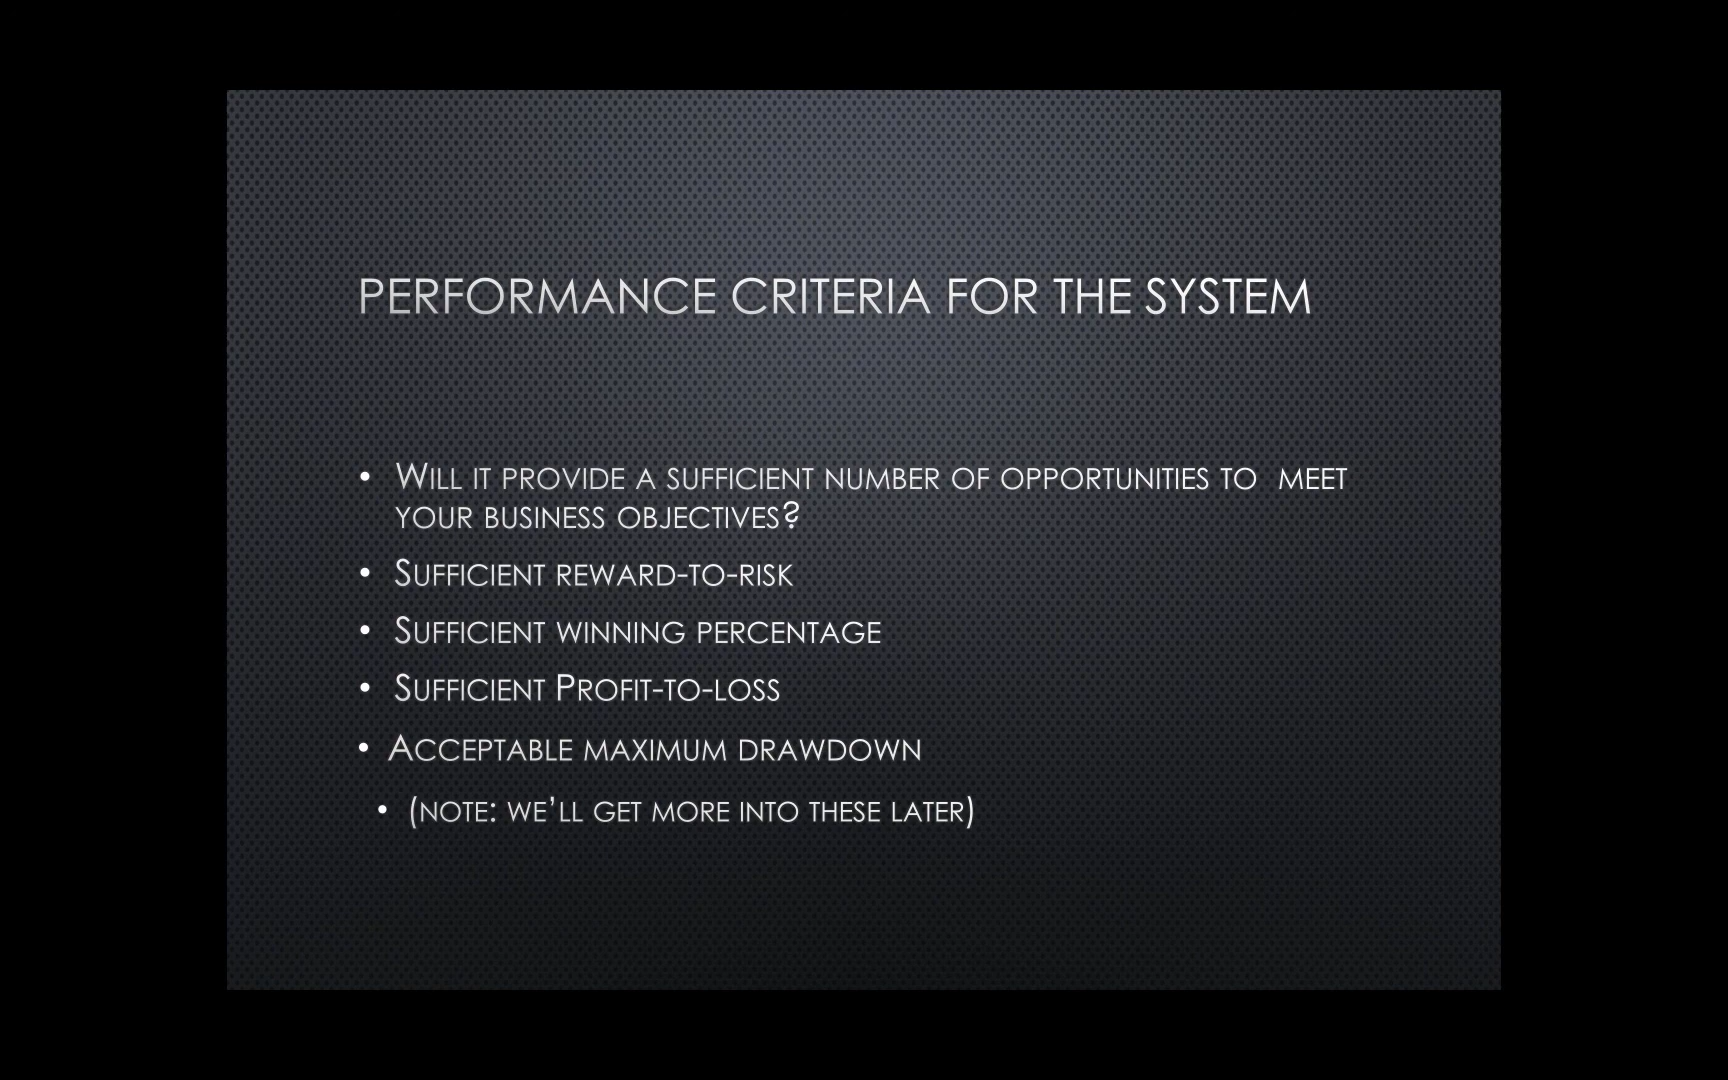 PERFORMANCE CRITERIA FOR THE SYSTEM
• WILL IT PROVIDE A SUFFICIENT NUMBER OF OPPORTUNITIES TO  MEET
YOUR BUSINESS OBJECTIVES?
• SUFFICIENT REWARD-TO-RISK
• SUFFICIENT WINNING PERCENTAGE
• SUFFICIENT PROFIT-TO-LOSS
• ACCEPTABLE MAXIMUM DRAWDOWN
• (NOTE: WE’LL GET MORE INTO THESE LATER)